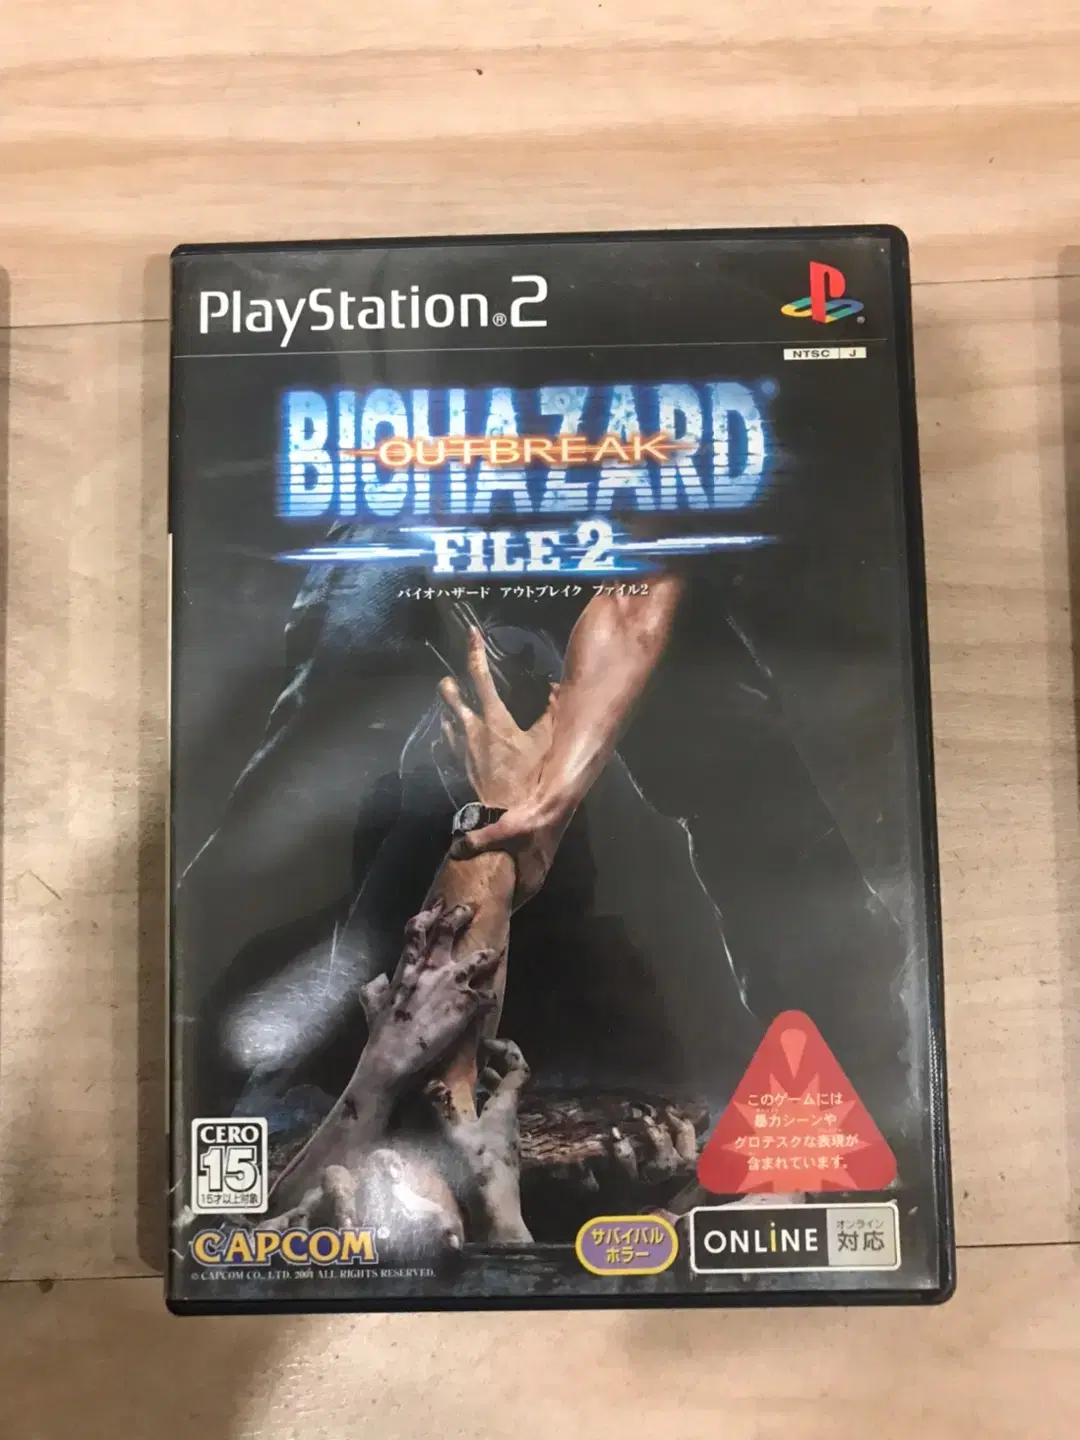 PlayStation®2
NTSC J
BIOHAZARD®
OUTBREAK
FILE 2
バイオハザード アウトブレイク ファイル2
このゲームには
暴力シーンや
グロテスクな表現が
含まれています。
CERO
15
15才以上対象
CAPCOM®
© CAPCOM CO., LTD. 2004 ALL RIGHTS RESERVED.
サバイバル
ホラー
ONLiNE
オンライン
対応